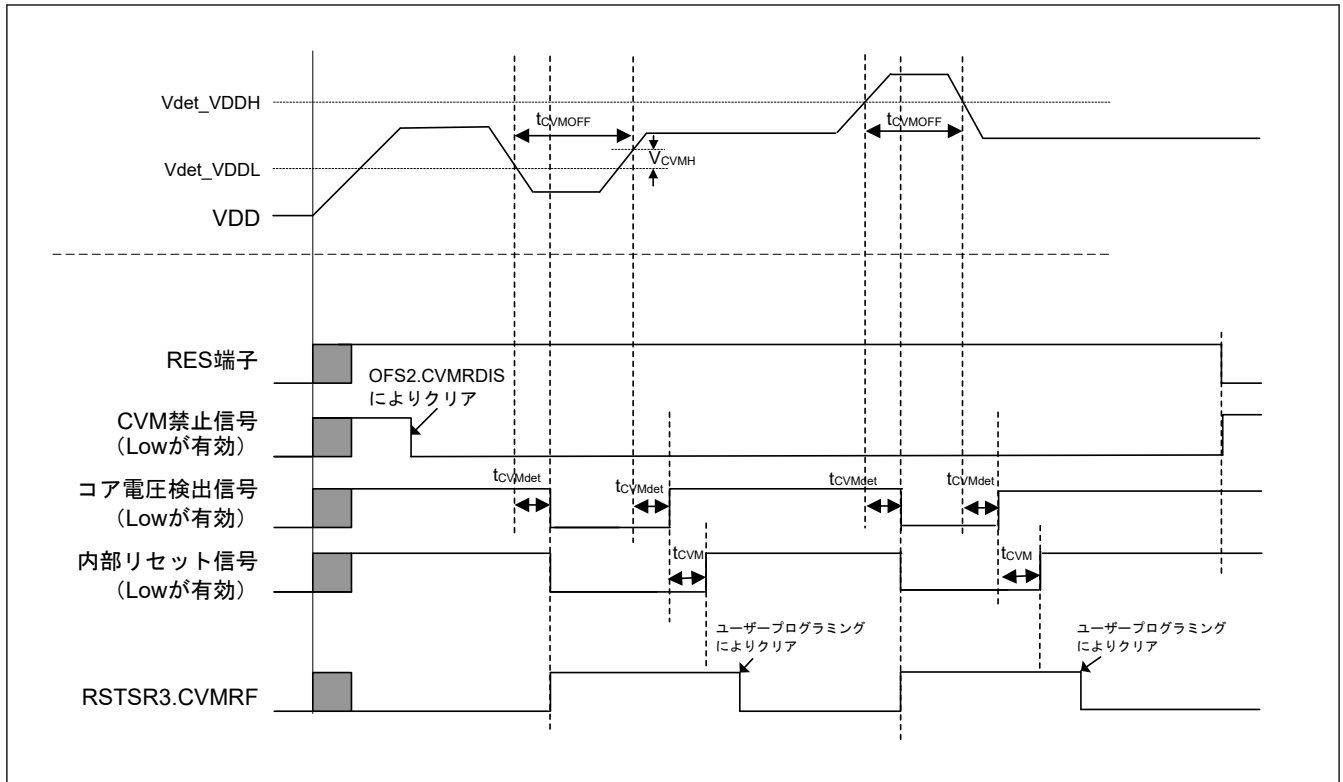 Vdet_VDDH
tCVMOFF
tCVMOFF
VCVMH
Vdet_VDDL
VDD
RES端子
OFS2.CVMRDIS
によりクリア
CVM禁止信号
（Lowが有効）
tCVMdet
tCVMdet
tCVMdet
tCVMdet
コア電圧検出信号
（Lowが有効）
tCVM
tCVM
内部リセット信号
（Lowが有効）
ユーザープログラミング
によりクリア
ユーザープログラミング
によりクリア
RSTSR3.CVMRF